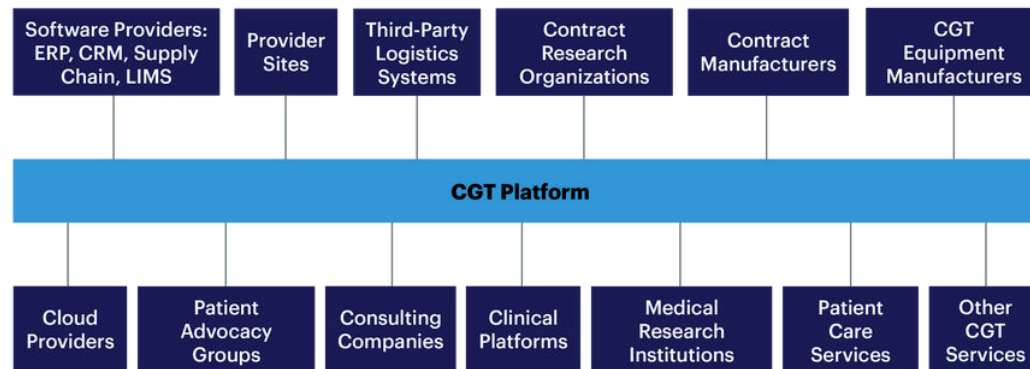 Software Providers:
ERP, CRM, Supply
Chain, LIMS
Provider
Sites
Third-Party
Logistics
Systems
Contract
Research
Organizations
Contract
Manufacturers
CGT
Equipment
Manufacturers
CGT Platform
Cloud
Providers
Patient
Advocacy
Groups
Consulting
Companies
Clinical
Platforms
Medical
Research
Institutions
Patient
Care
Services
Other
CGT
Services